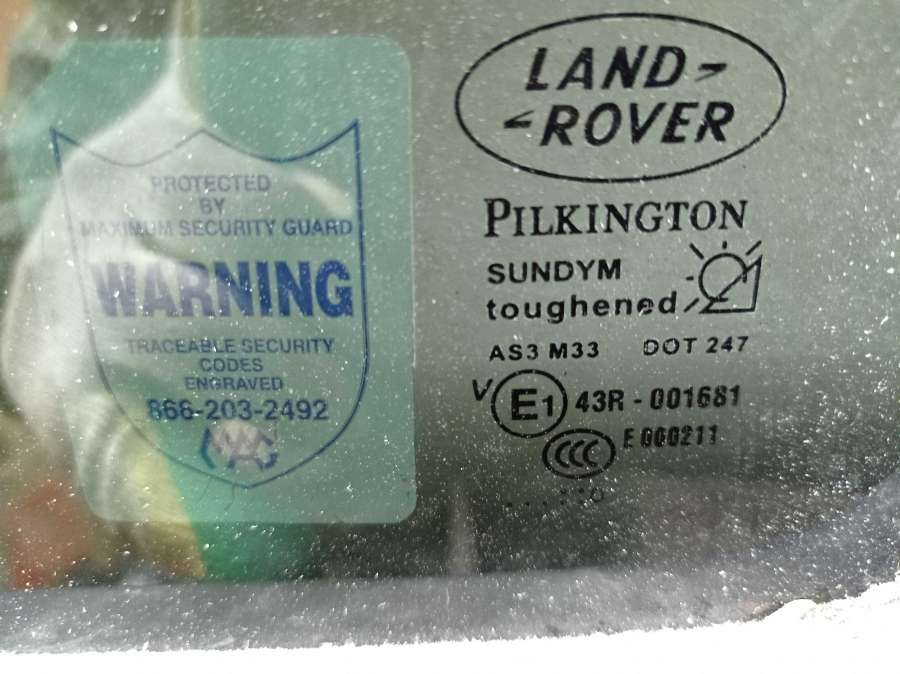 PROTECTED
BY
MAXIMUM SECURITY GUARD
WARNING
TRACEABLE SECURITY
CODES
ENGRAVED
866-203-2492
LAND
ROVER
PILKINGTON
SUNDYM
toughened
AS3 M33 DOT 247
V E1 43R - 001681
CCC E 000211